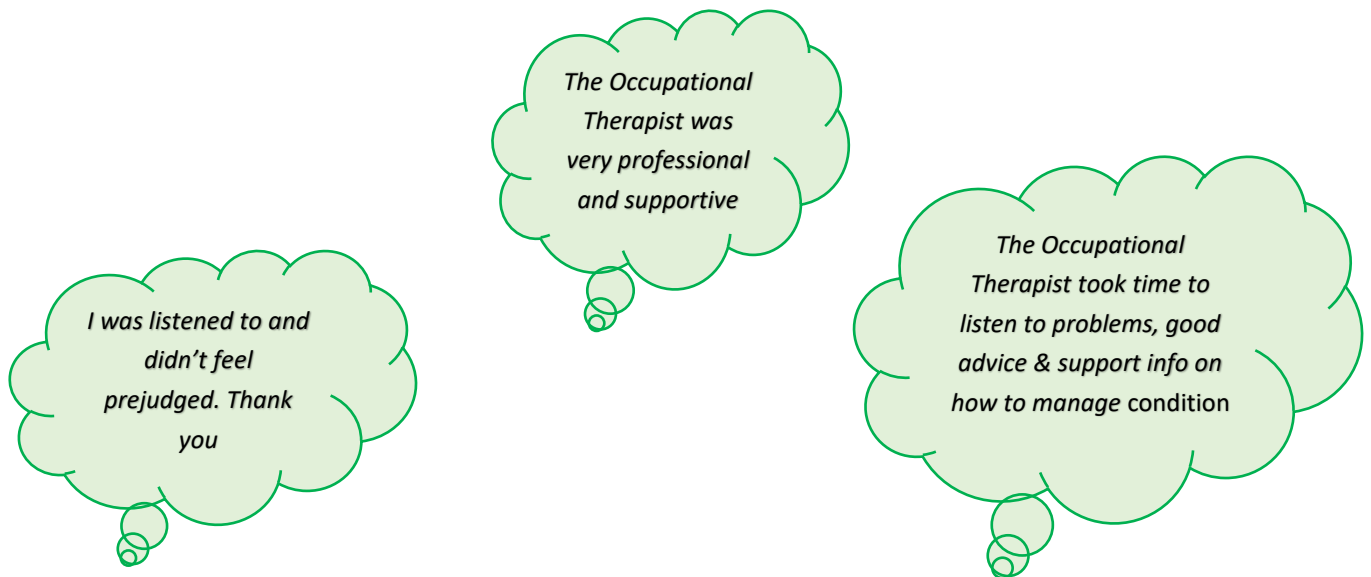 The Occupational
Therapist was
very professional
and supportive
I was listened to and
didn’t feel
prejudged. Thank
you
The Occupational
Therapist took time to
listen to problems, good
advice & support info on
how to manage condition